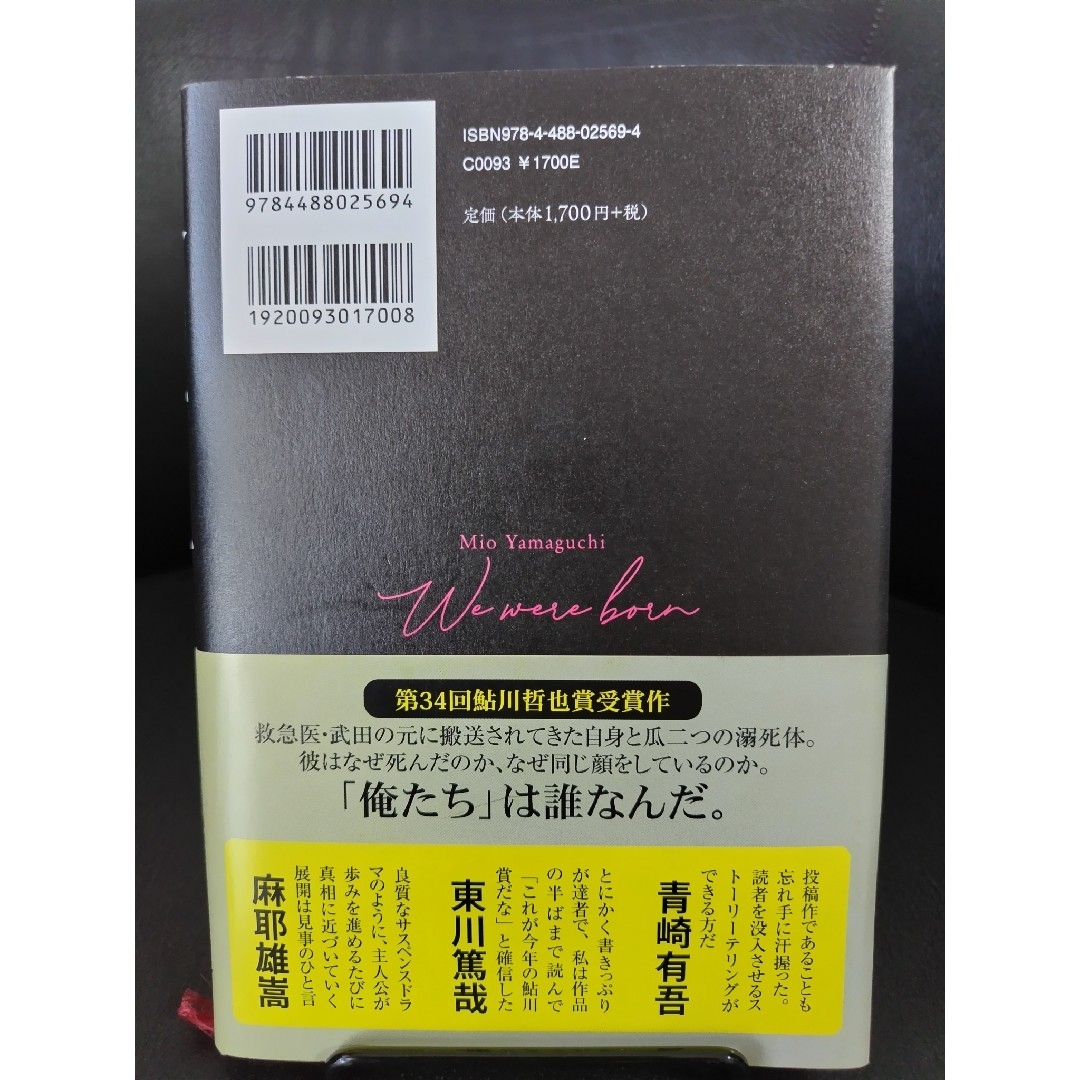 9784488025694
1920093017008
ISBN978-4-488-02569-4
C0093 ¥1700E
定価（本体1,700円+税）
Mio Yamaguchi
We were born
第34回鮎川哲也賞受賞作
救急医・武田の元に搬送されてきた自身と瓜二つの溺死体。
彼はなぜ死んだのか、なぜ同じ顔をしているのか。
「俺たち」は誰なんだ。
投稿作であることも
忘れ手に汗握った。
読者を没入させるス
トーリーテリングが
できる方だ
青崎有吾
とにかく書きっぷり
が達者で、私は作品
の半ばまで読んで
「これが今年の鮎川
賞だな」と確信した
東川篤哉
良質なサスペンスドラ
マのように、主人公が
歩みを進めるたびに
真相に近づいていく
展開は見事のひと言
麻耶雄嵩